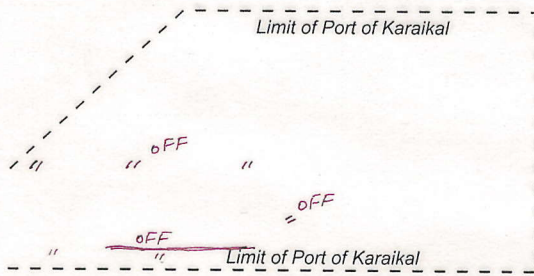 Limit of Port of Karaikal
oFF
" " "
oFF
=
oFF
" "
Limit of Port of Karaikal